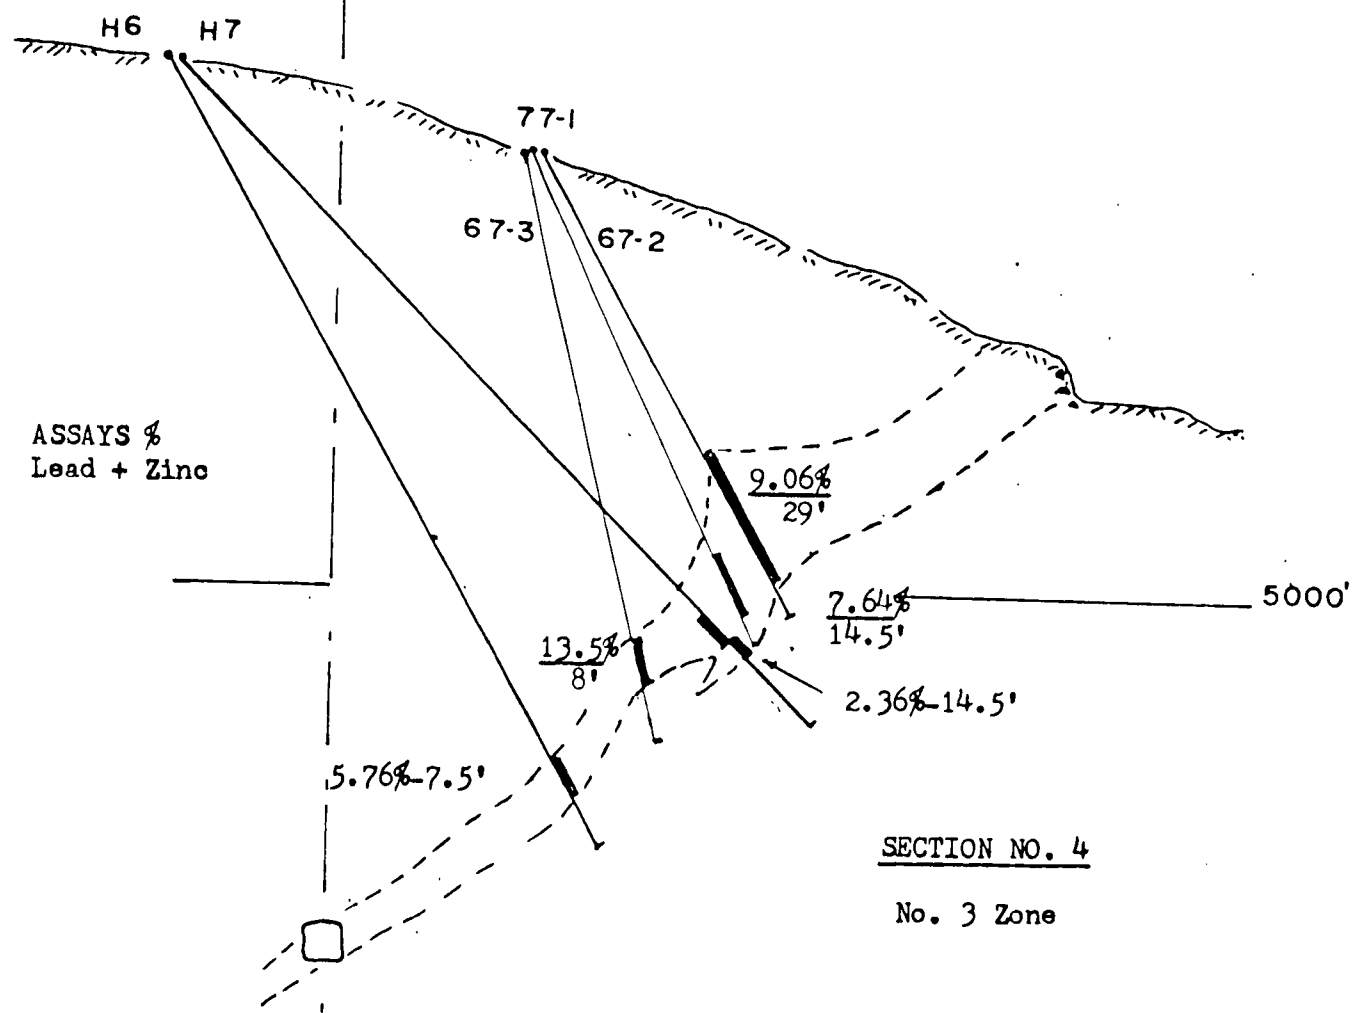 H6 H7
77-1
67-3 67-2
ASSAYS %
Lead + Zinc
9.06%
29'
7.64%
14.5'
5000'
13.5%
8'
2.36%-14.5'
5.76%-7.5'
SECTION NO. 4
No. 3 Zone
?